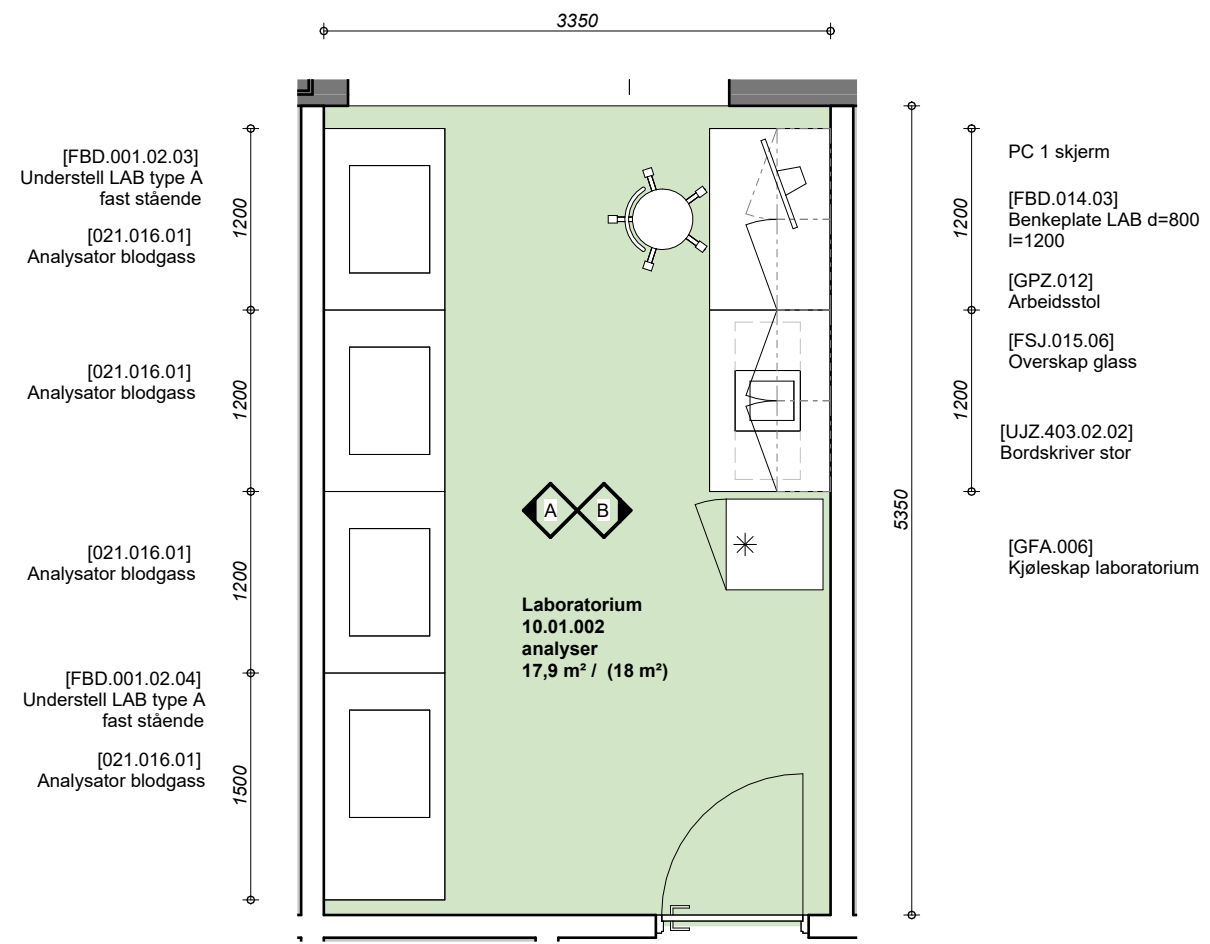 3350
[FBD.001.02.03]
Understell LAB type A
fast stående
[021.016.01]
Analysator blodgass
1200
[021.016.01]
Analysator blodgass
1200
[021.016.01]
Analysator blodgass
1200
[FBD.001.02.04]
Understell LAB type A
fast stående
[021.016.01]
Analysator blodgass
1500
A
B
Laboratorium
10.01.002
analyser
17,9 m² / (18 m²)
5350
1200
1200
PC 1 skjerm
[FBD.014.03]
Benkeplate LAB d=800
l=1200
[GPZ.012]
Arbeidsstol
[FSJ.015.06]
Overskap glass
[UJZ.403.02.02]
Bordskriver stor
[GFA.006]
Kjøleskap laboratorium